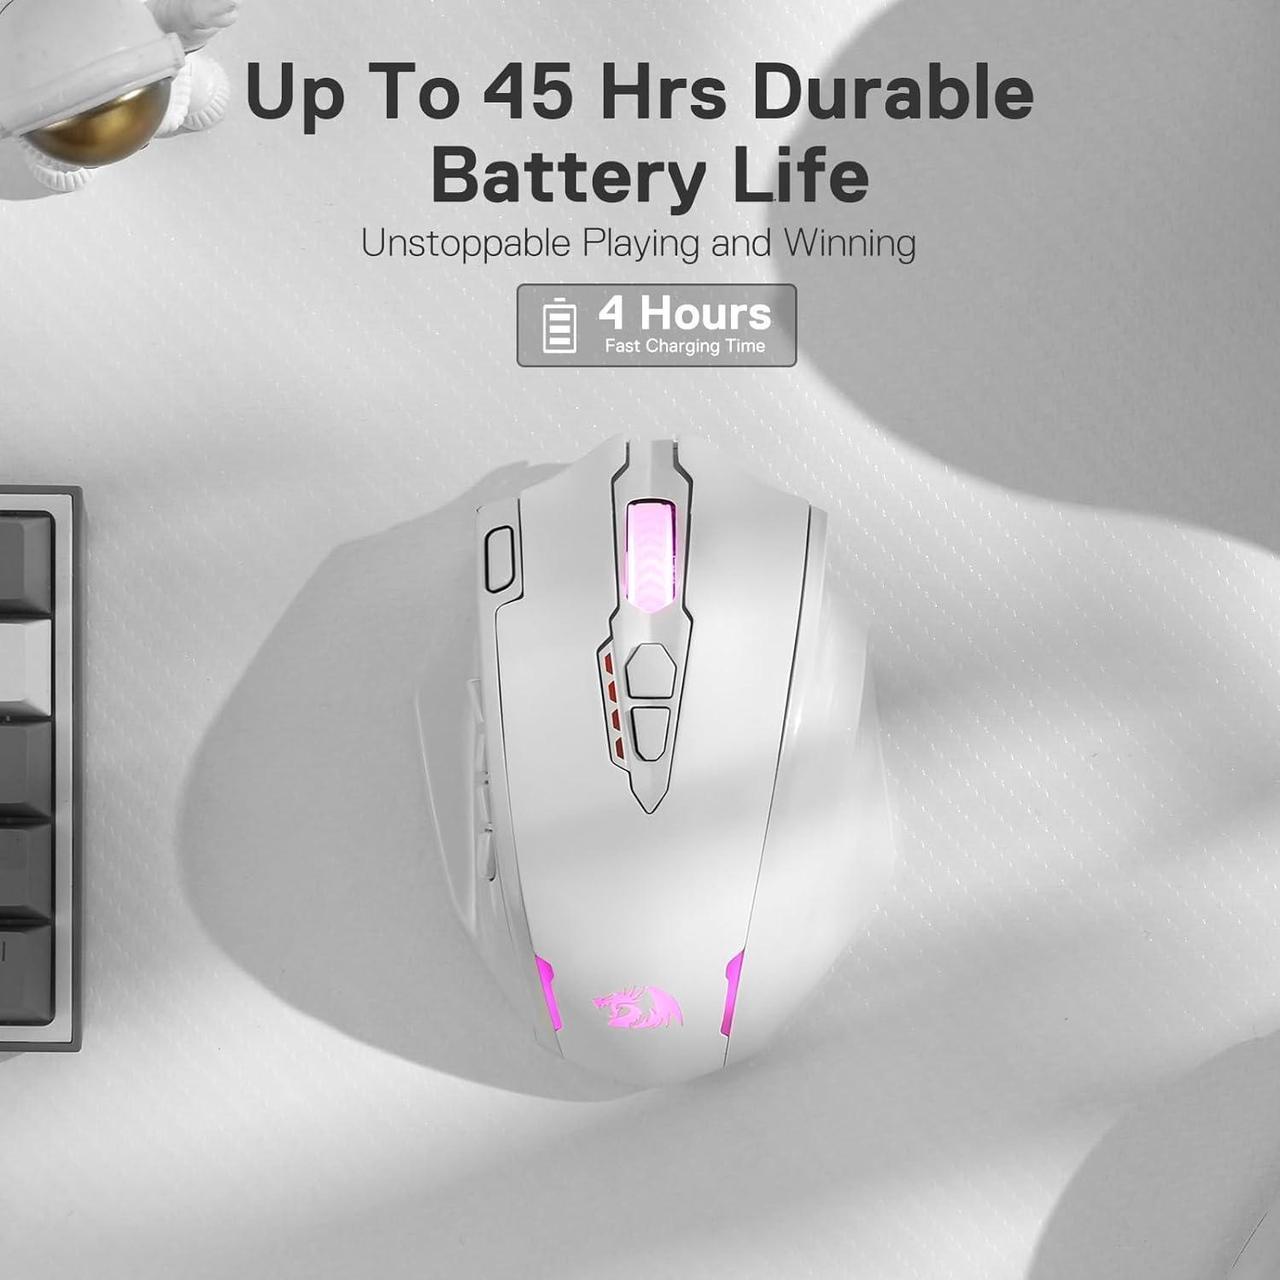 Up To 45 Hrs Durable
Battery Life
Unstoppable Playing and Winning
4 Hours
Fast Charging Time